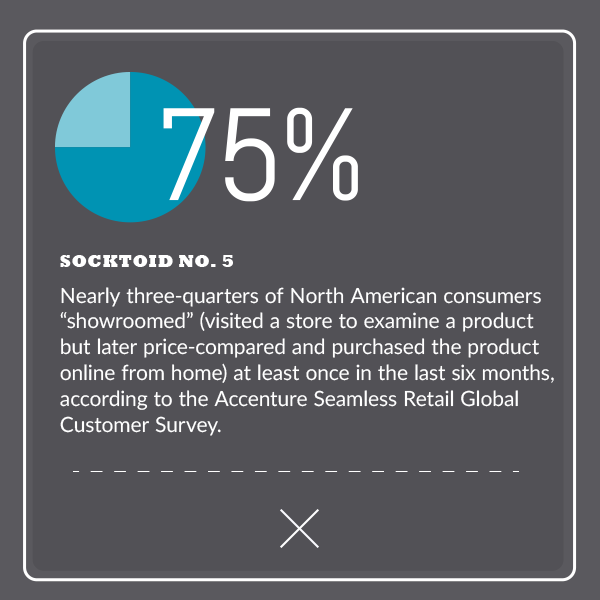 75%
SOCKTOID NO. 5
Nearly three-quarters of North American consumers
“showroomed” (visited a store to examine a product
but later price-compared and purchased the product
online from home) at least once in the last six months,
according to the Accenture Seamless Retail Global
Customer Survey.